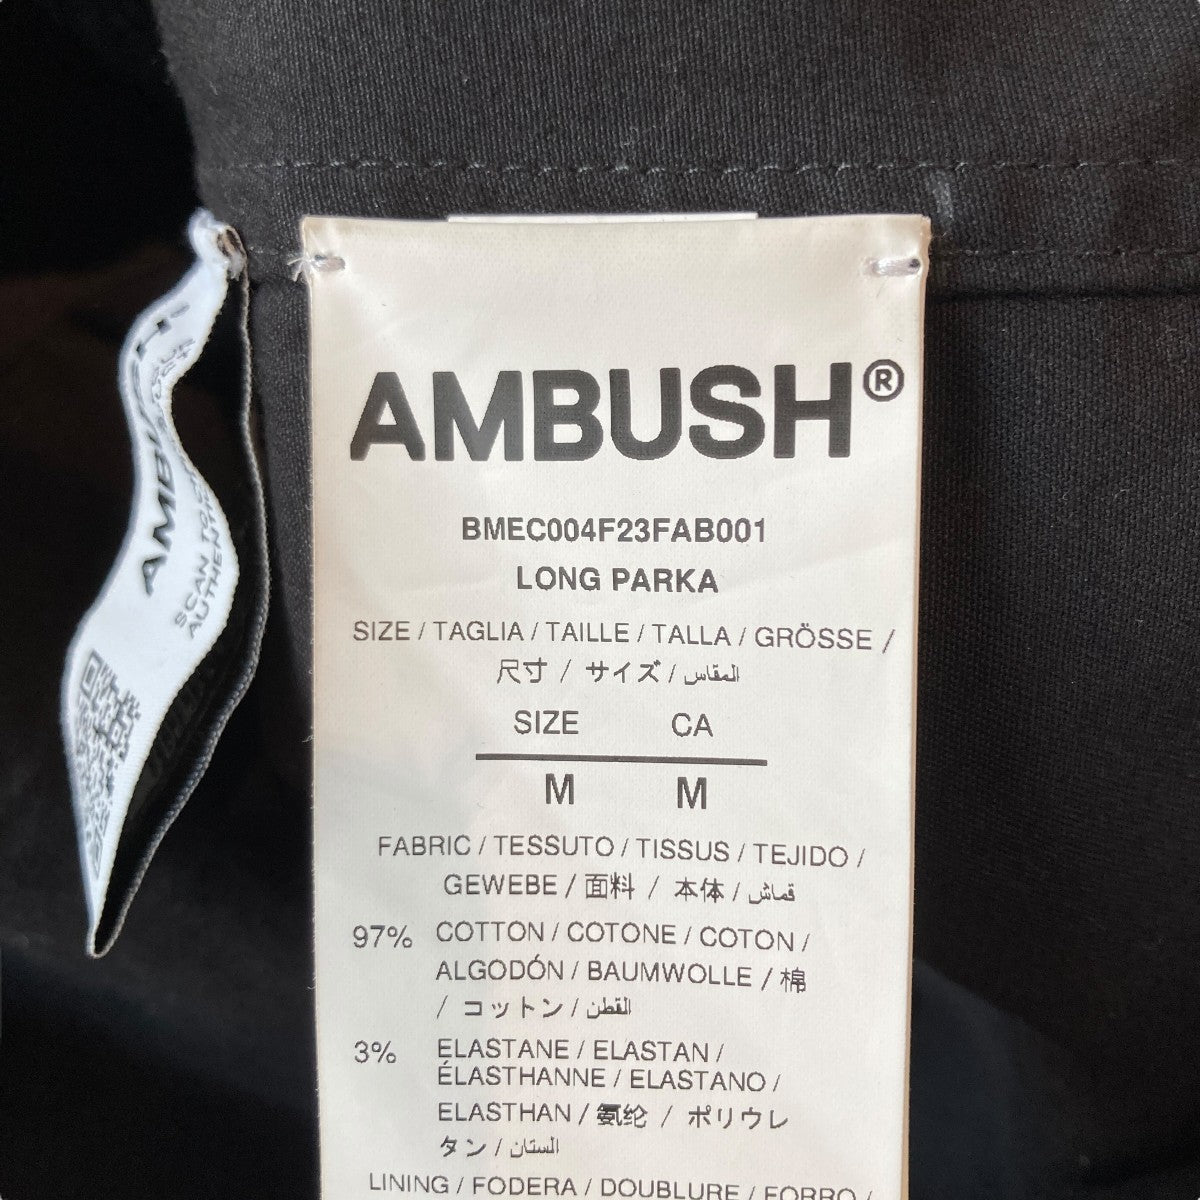 AMBUSH®
BMEC004F23FAB001
LONG PARKA
SIZE / TAGLIA / TAILLE / TALLA / GRÖSSE /
尺寸 / サイズ / المقاس
SIZE CA
M M
FABRIC / TESSUTO / TISSUS / TEJIDO /
GEWEBE / 面料 / 本体 / قماش
97% COTTON / COTONE / COTON /
ALGODÓN / BAUMWOLLE / 棉
/ コットン / القطن
3% ELASTANE / ELASTAN /
ÉLASTHANNE / ELASTANO /
ELASTHAN / 氨纶 / ポリウレ
タン / الستان
LINING / FODERA / DOUBLURE / FORRO /
AMBUSH
SCAN TO